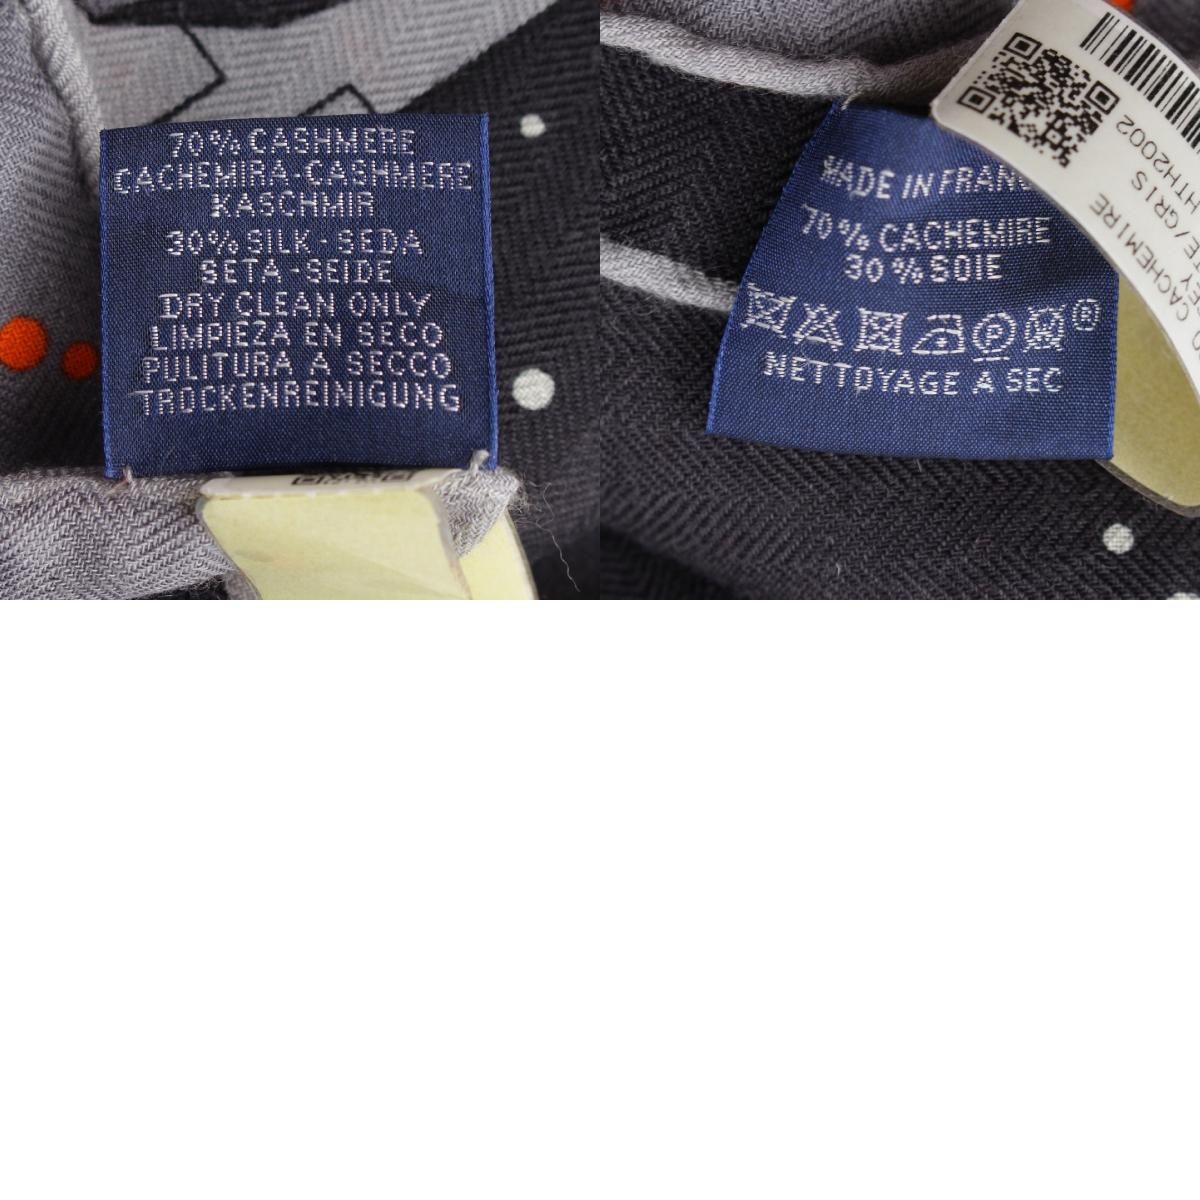 70% CASHMERE
CACHEMIRA-CASHMERE
KASCHMIR
30% SILK - SEDA
SETA - SEIDE
DRY CLEAN ONLY
LIMPIEZA EN SECO
PULITURA A SECCO
TROCKENREINIGUNG
MADE IN FRANC
70% CACHEMIRE
30% SOIE
®
NETTOYAGE A SEC
CACHEMIRE
/GRIS
HTH2002